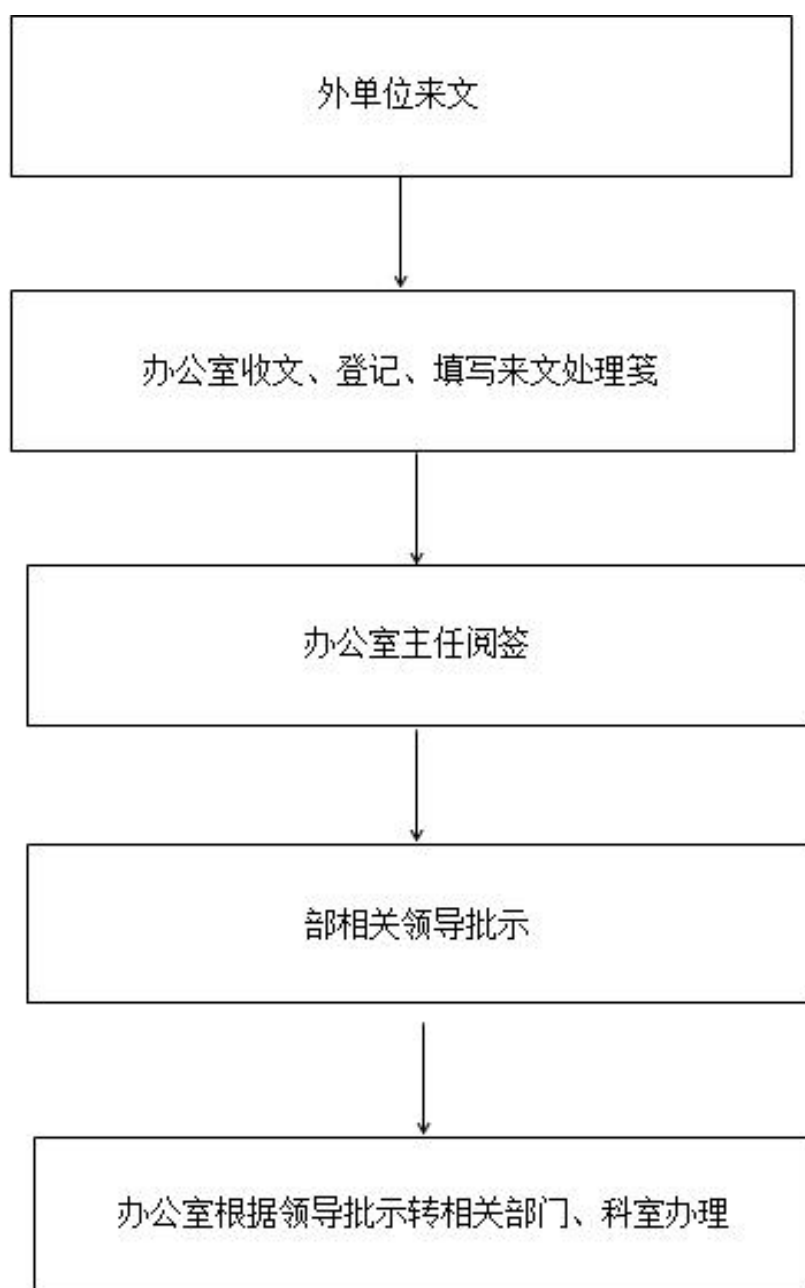 外单位来文
办公室收文、登记、填写来文处理笺
办公室主任阅签
部相关领导批示
办公室根据领导批示转相关部门、科室办理